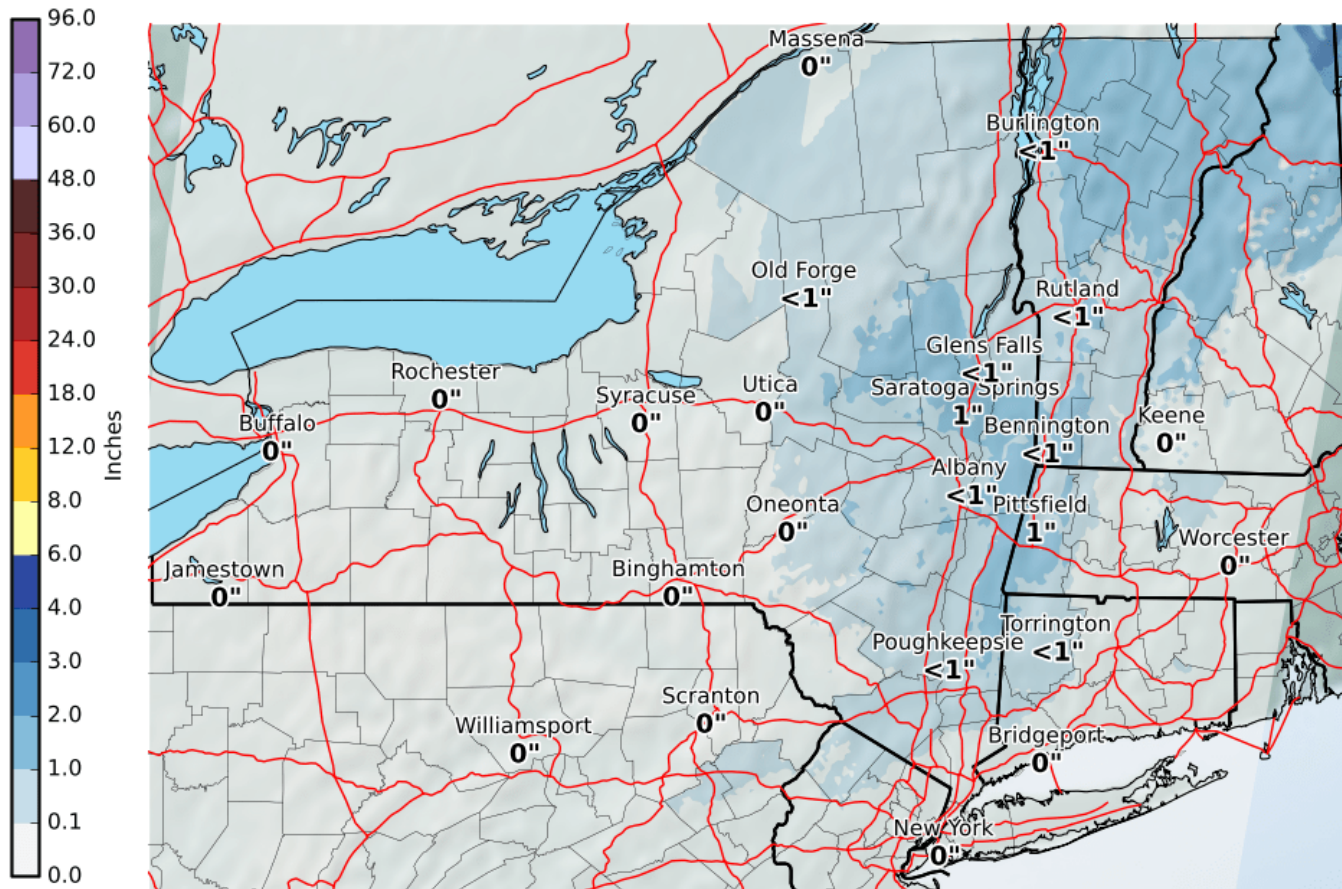 96.0
72.0
60.0
48.0
36.0
30.0
24.0
18.0
12.0
8.0
6.0
4.0
3.0
2.0
1.0
0.1
0.0
Inches
Massena
0"
Burlington
<1"
Old Forge
<1"
Rutland
<1"
Glens Falls
<1"
Rochester
0"
Syracuse
0"
Utica
0"
Saratoga Springs
1"
Buffalo
0"
Bennington
<1"
Keene
0"
Albany
<1"
Oneonta
0"
Pittsfield
1"
Worcester
0"
Jamestown
0"
Binghamton
0"
Torrington
<1"
Poughkeepsie
<1"
Scranton
0"
Williamsport
0"
Bridgeport
0"
New York
0"